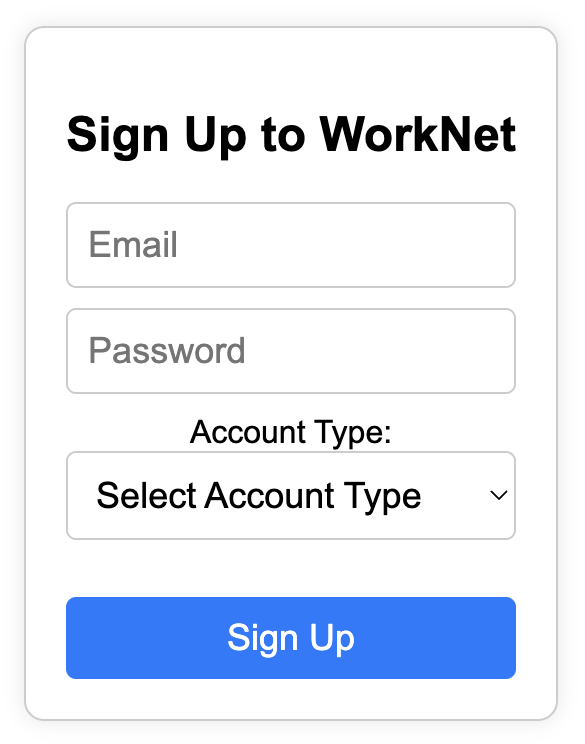 Sign Up to WorkNet
Email
Password
Account Type:
Select Account Type
Sign Up